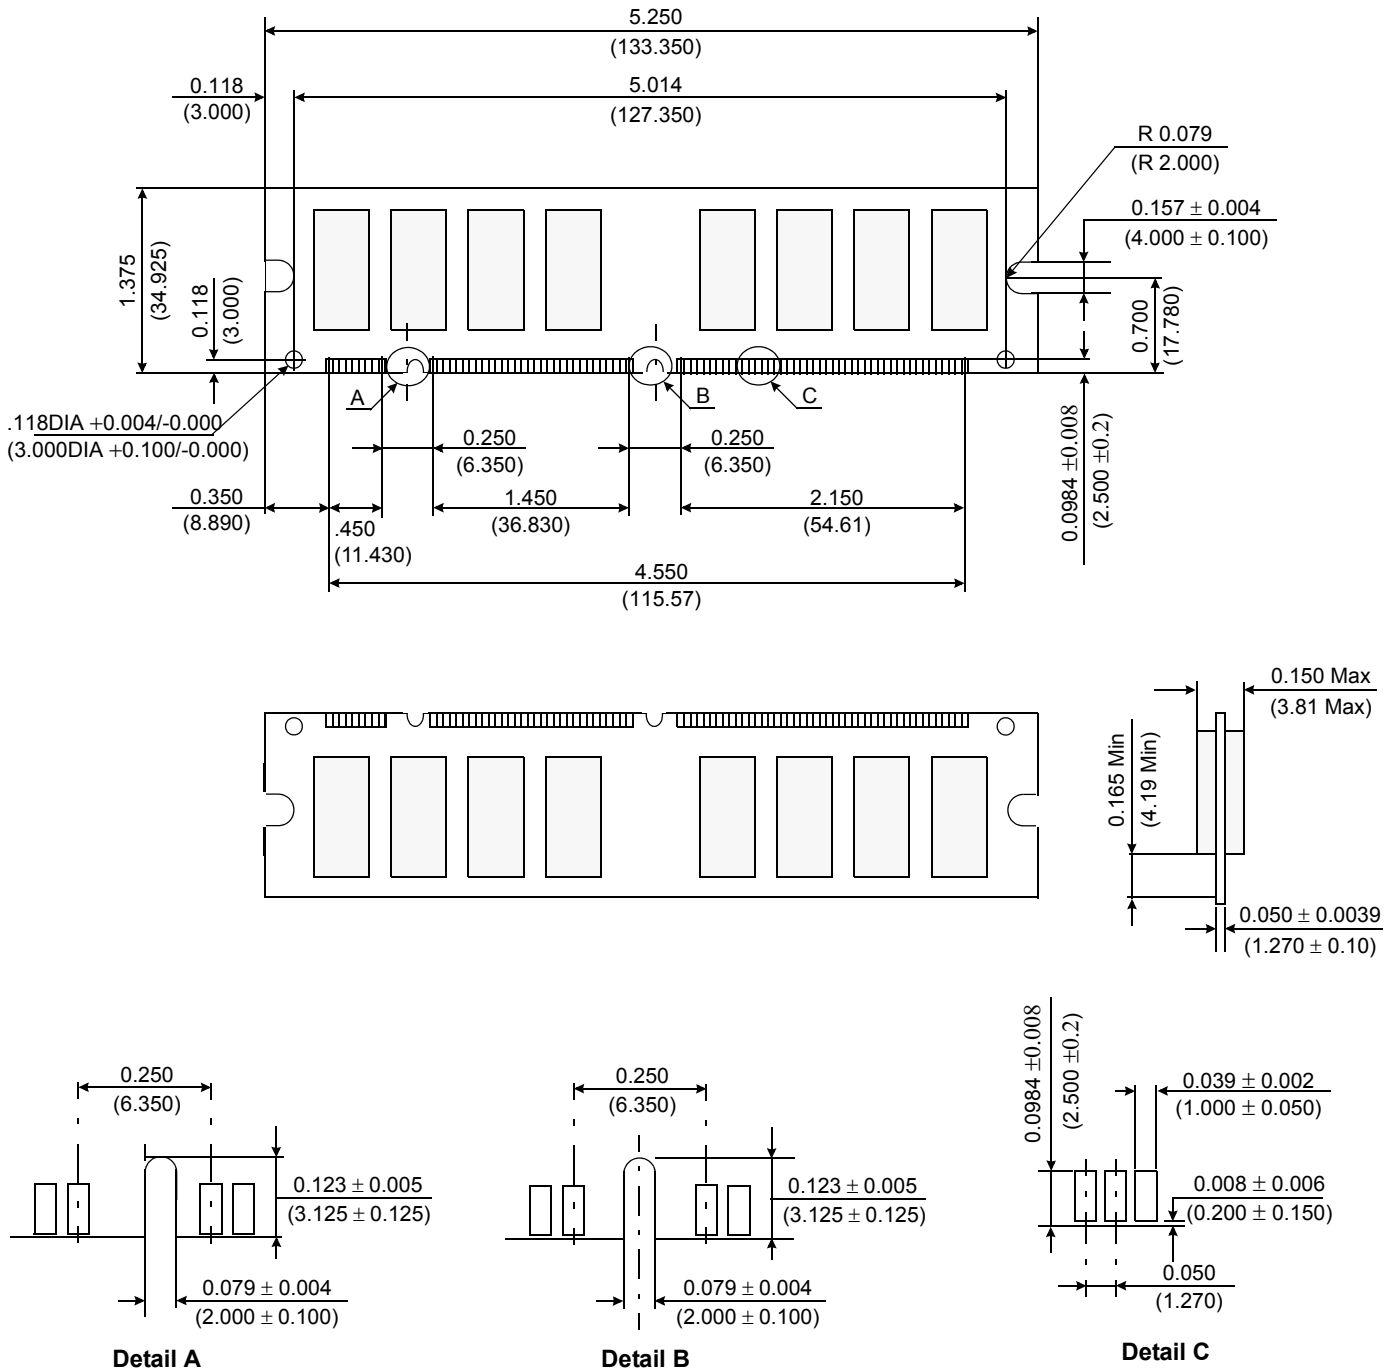 5.250
(133.350)
0.118
(3.000)
5.014
(127.350)
R 0.079
(R 2.000)
0.157 ± 0.004
(4.000 ± 0.100)
1.375
(34.925)
0.118
(3.000)
0.700
(17.780)
A
B
C
.118DIA +0.004/-0.000
(3.000DIA +0.100/-0.000)
0.250
(6.350)
0.250
(6.350)
0.0984 ±0.008
(2.500 ±0.2)
0.350
(8.890)
.450
(11.430)
1.450
(36.830)
2.150
(54.61)
4.550
(115.57)
0.150 Max
(3.81 Max)
0.165 Min
(4.19 Min)
0.050 ± 0.0039
(1.270 ± 0.10)
0.250
(6.350)
0.123 ± 0.005
(3.125 ± 0.125)
0.079 ± 0.004
(2.000 ± 0.100)
Detail A
0.250
(6.350)
0.123 ± 0.005
(3.125 ± 0.125)
0.079 ± 0.004
(2.000 ± 0.100)
Detail B
0.0984 ±0.008
(2.500 ±0.2)
0.039 ± 0.002
(1.000 ± 0.050)
0.008 ± 0.006
(0.200 ± 0.150)
0.050
(1.270)
Detail C